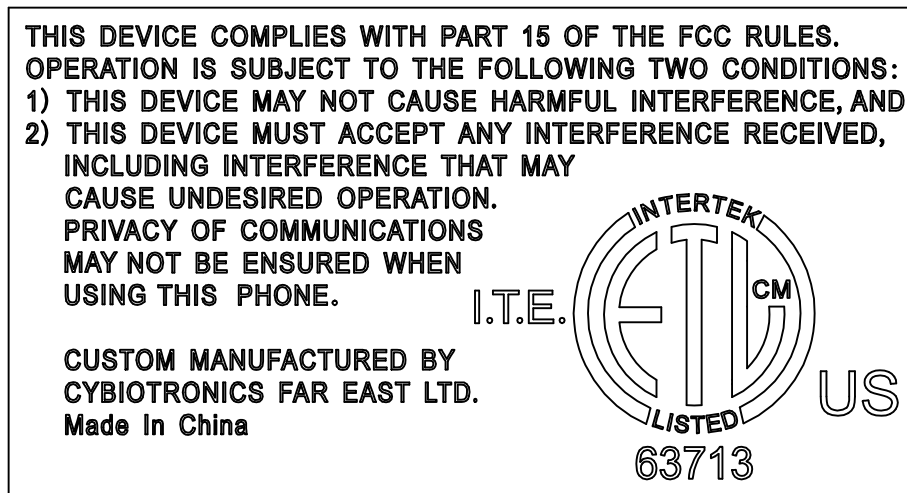 THIS DEVICE COMPLIES WITH PART 15 OF THE FCC RULES.
OPERATION IS SUBJECT TO THE FOLLOWING TWO CONDITIONS:
1) THIS DEVICE MAY NOT CAUSE HARMFUL INTERFERENCE, AND
2) THIS DEVICE MUST ACCEPT ANY INTERFERENCE RECEIVED,
INCLUDING INTERFERENCE THAT MAY
CAUSE UNDESIRED OPERATION.
PRIVACY OF COMMUNICATIONS
MAY NOT BE ENSURED WHEN
USING THIS PHONE.
CUSTOM MANUFACTURED BY
CYBIOTRONICS FAR EAST LTD.
Made In China
I.T.E.
INTERTEK
ETL
CM
LISTED
US
63713